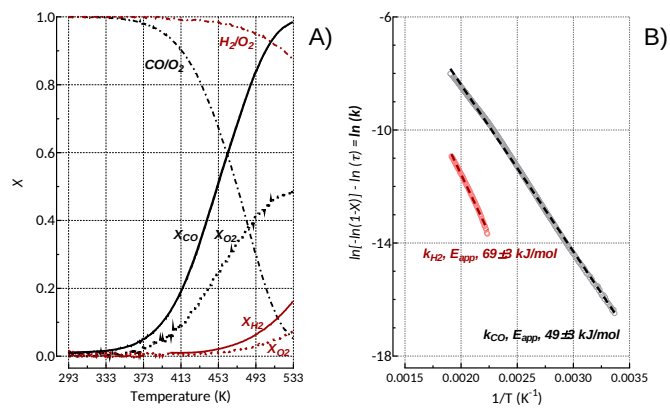 A)
1.0
0.8
0.6
0.4
0.2
0.0
X
H2/O2
CO/O2
XCO
XO2
XH2
XO2
293 333 373 413 453 493 533
Temperature (K)
B)
-6
-10
-14
-18
ln[-ln(1-X)] - ln (τ) = ln (k)
kH2, Eapp, 69±3 kJ/mol
kCO, Eapp, 49±3 kJ/mol
0.0015 0.0020 0.0025 0.0030 0.0035
1/T (K-1)